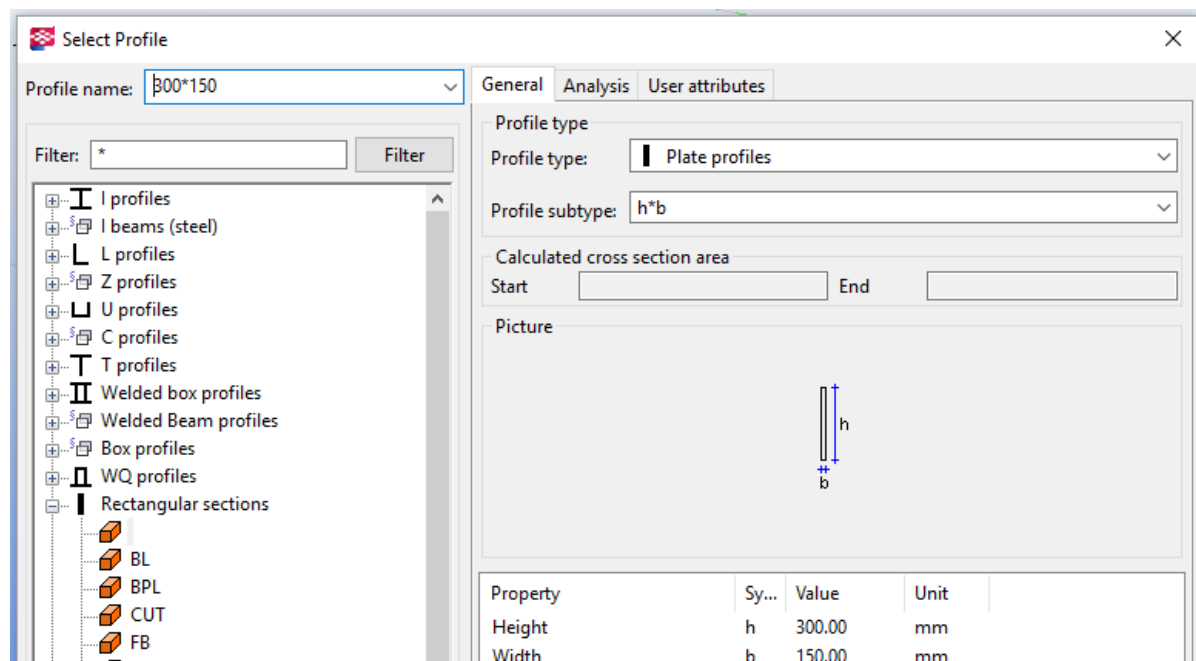 Select Profile
Profile name: 300*150
Filter: *
Filter
I profiles
I beams (steel)
L profiles
Z profiles
U profiles
C profiles
T profiles
Welded box profiles
Welded Beam profiles
Box profiles
WQ profiles
Rectangular sections
BL
BPL
CUT
FB
General Analysis User attributes
Profile type
Profile type: Plate profiles
Profile subtype: h*b
Calculated cross section area
Start End
Picture
h
b
Property Sy... Value Unit
Height h 300.00 mm
Width b 150.00 mm